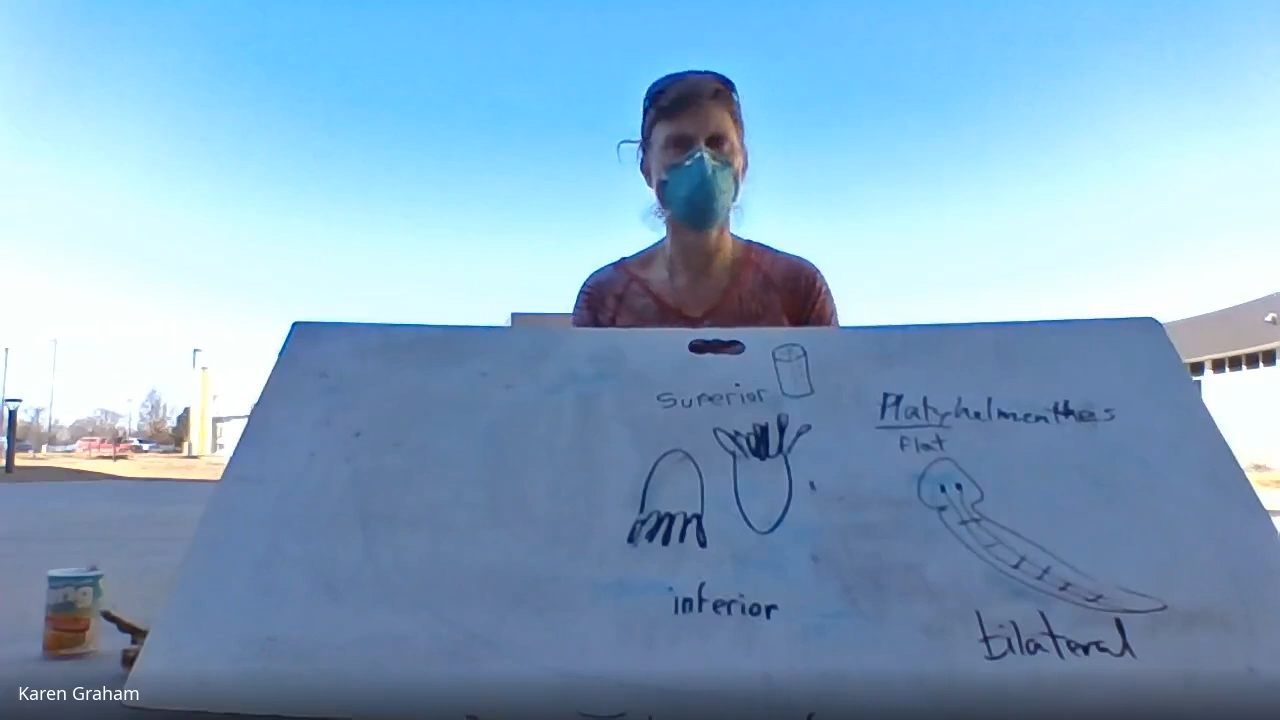 Superior
Platyhelmenthes
flat
inferior
bilateral
Karen Graham